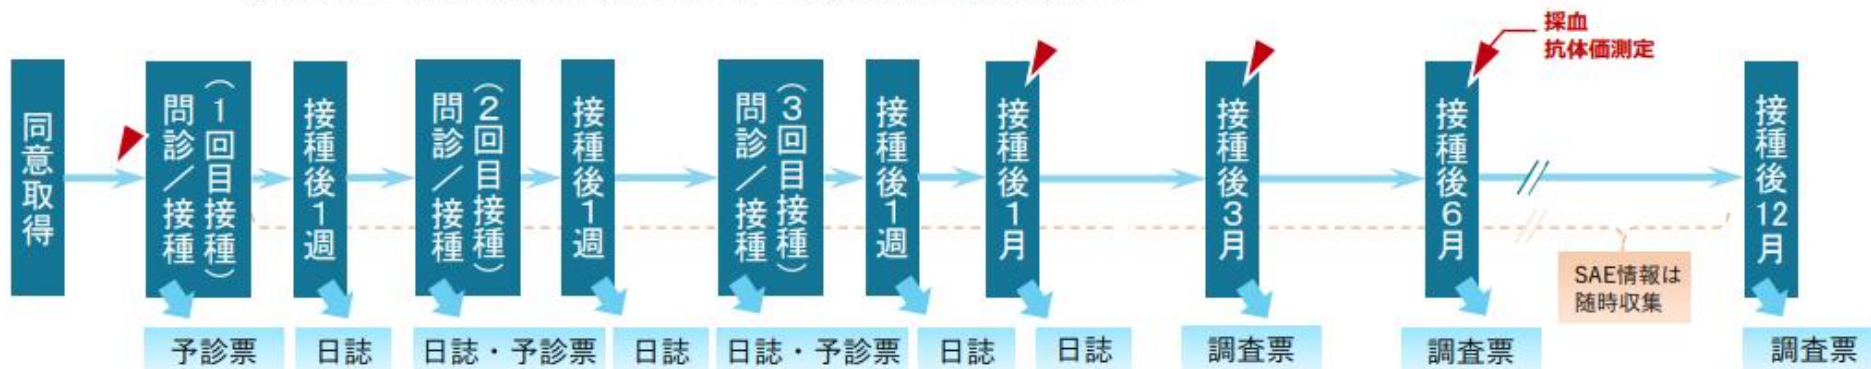 採血
抗体価測定
同意取得
問診／接種
（１回目接種）
接種後1週
問診／接種
（２回目接種）
接種後1週
問診／接種
（３回目接種）
接種後1週
接種後1月
接種後3月
接種後6月
接種後12月
SAE情報は
随時収集
予診票
日誌
日誌・予診票
日誌
日誌・予診票
日誌
日誌
調査票
調査票
調査票